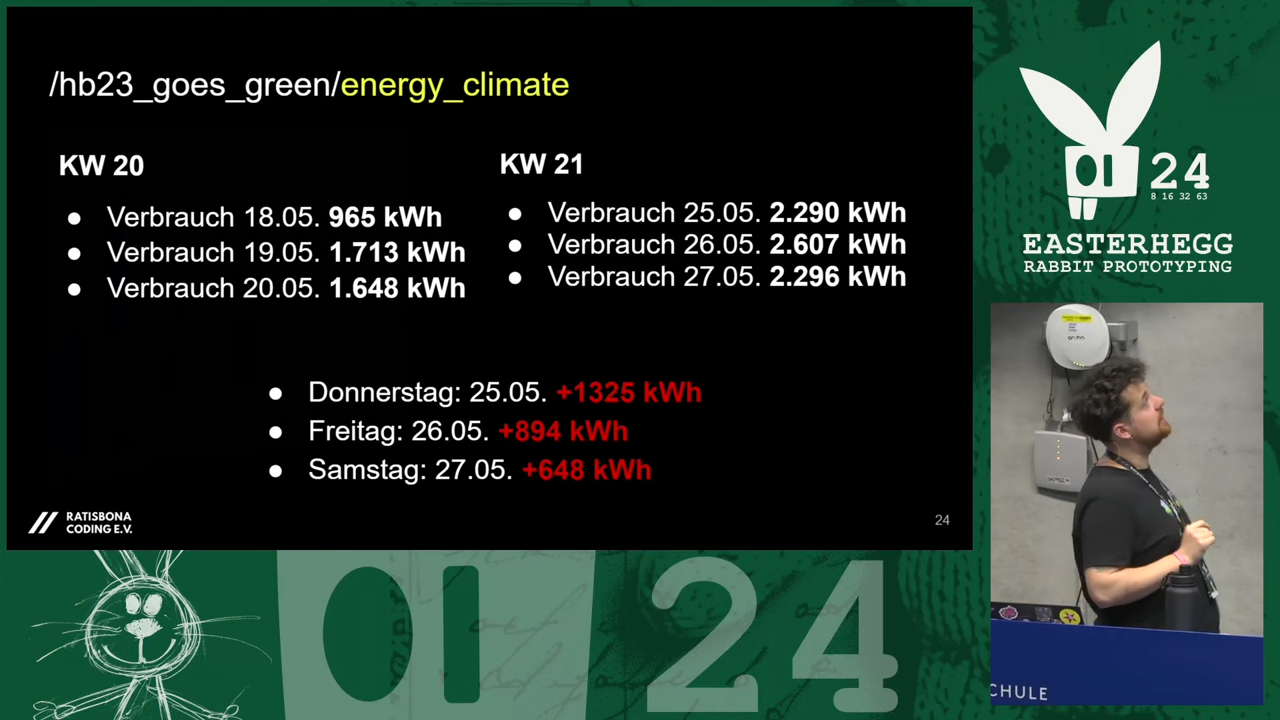 /hb23_goes_green/energy_climate
KW 20
● Verbrauch 18.05. 965 kWh
● Verbrauch 19.05. 1.713 kWh
● Verbrauch 20.05. 1.648 kWh
KW 21
● Verbrauch 25.05. 2.290 kWh
● Verbrauch 26.05. 2.607 kWh
● Verbrauch 27.05. 2.296 kWh
● Donnerstag: 25.05. +1325 kWh
● Freitag: 26.05. +894 kWh
● Samstag: 27.05. +648 kWh
// RATISBONA
CODING E.V.
24
24
8 16 32 63
EASTERHEGG
RABBIT PROTOTYPING
CHULE
24